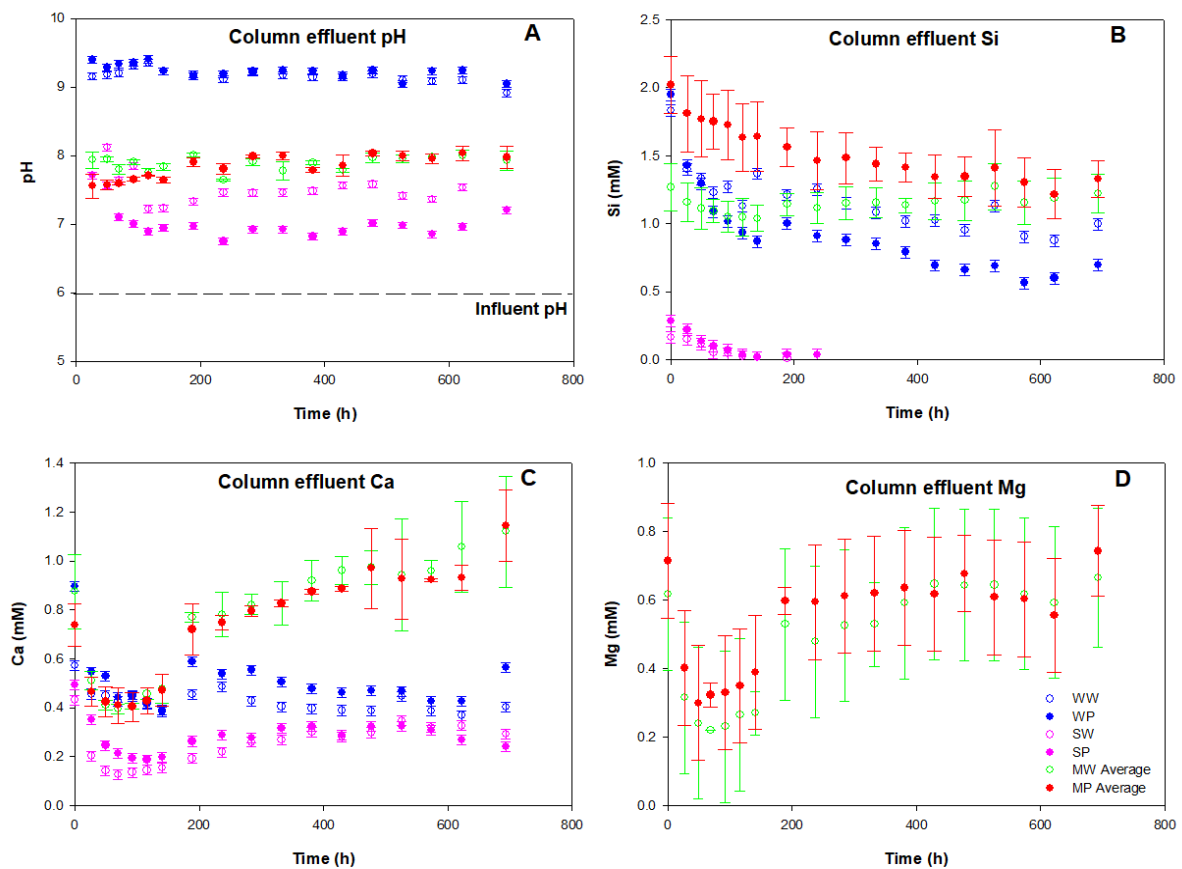 Column effluent pH
A
10
9
8
7
6
5
pH
Influent pH
0
200
400
600
800
Time (h)
Column effluent Si
B
2.5
2.0
1.5
1.0
0.5
0.0
Si (mM)
0
200
400
600
800
Time (h)
Column effluent Ca
C
1.4
1.2
1.0
0.8
0.6
0.4
0.2
0.0
Ca (mM)
0
200
400
600
800
Time (h)
Column effluent Mg
D
1.0
0.8
0.6
0.4
0.2
0.0
Mg (mM)
WW
WP
SW
SP
MW Average
MP Average
0
200
400
600
800
Time (h)